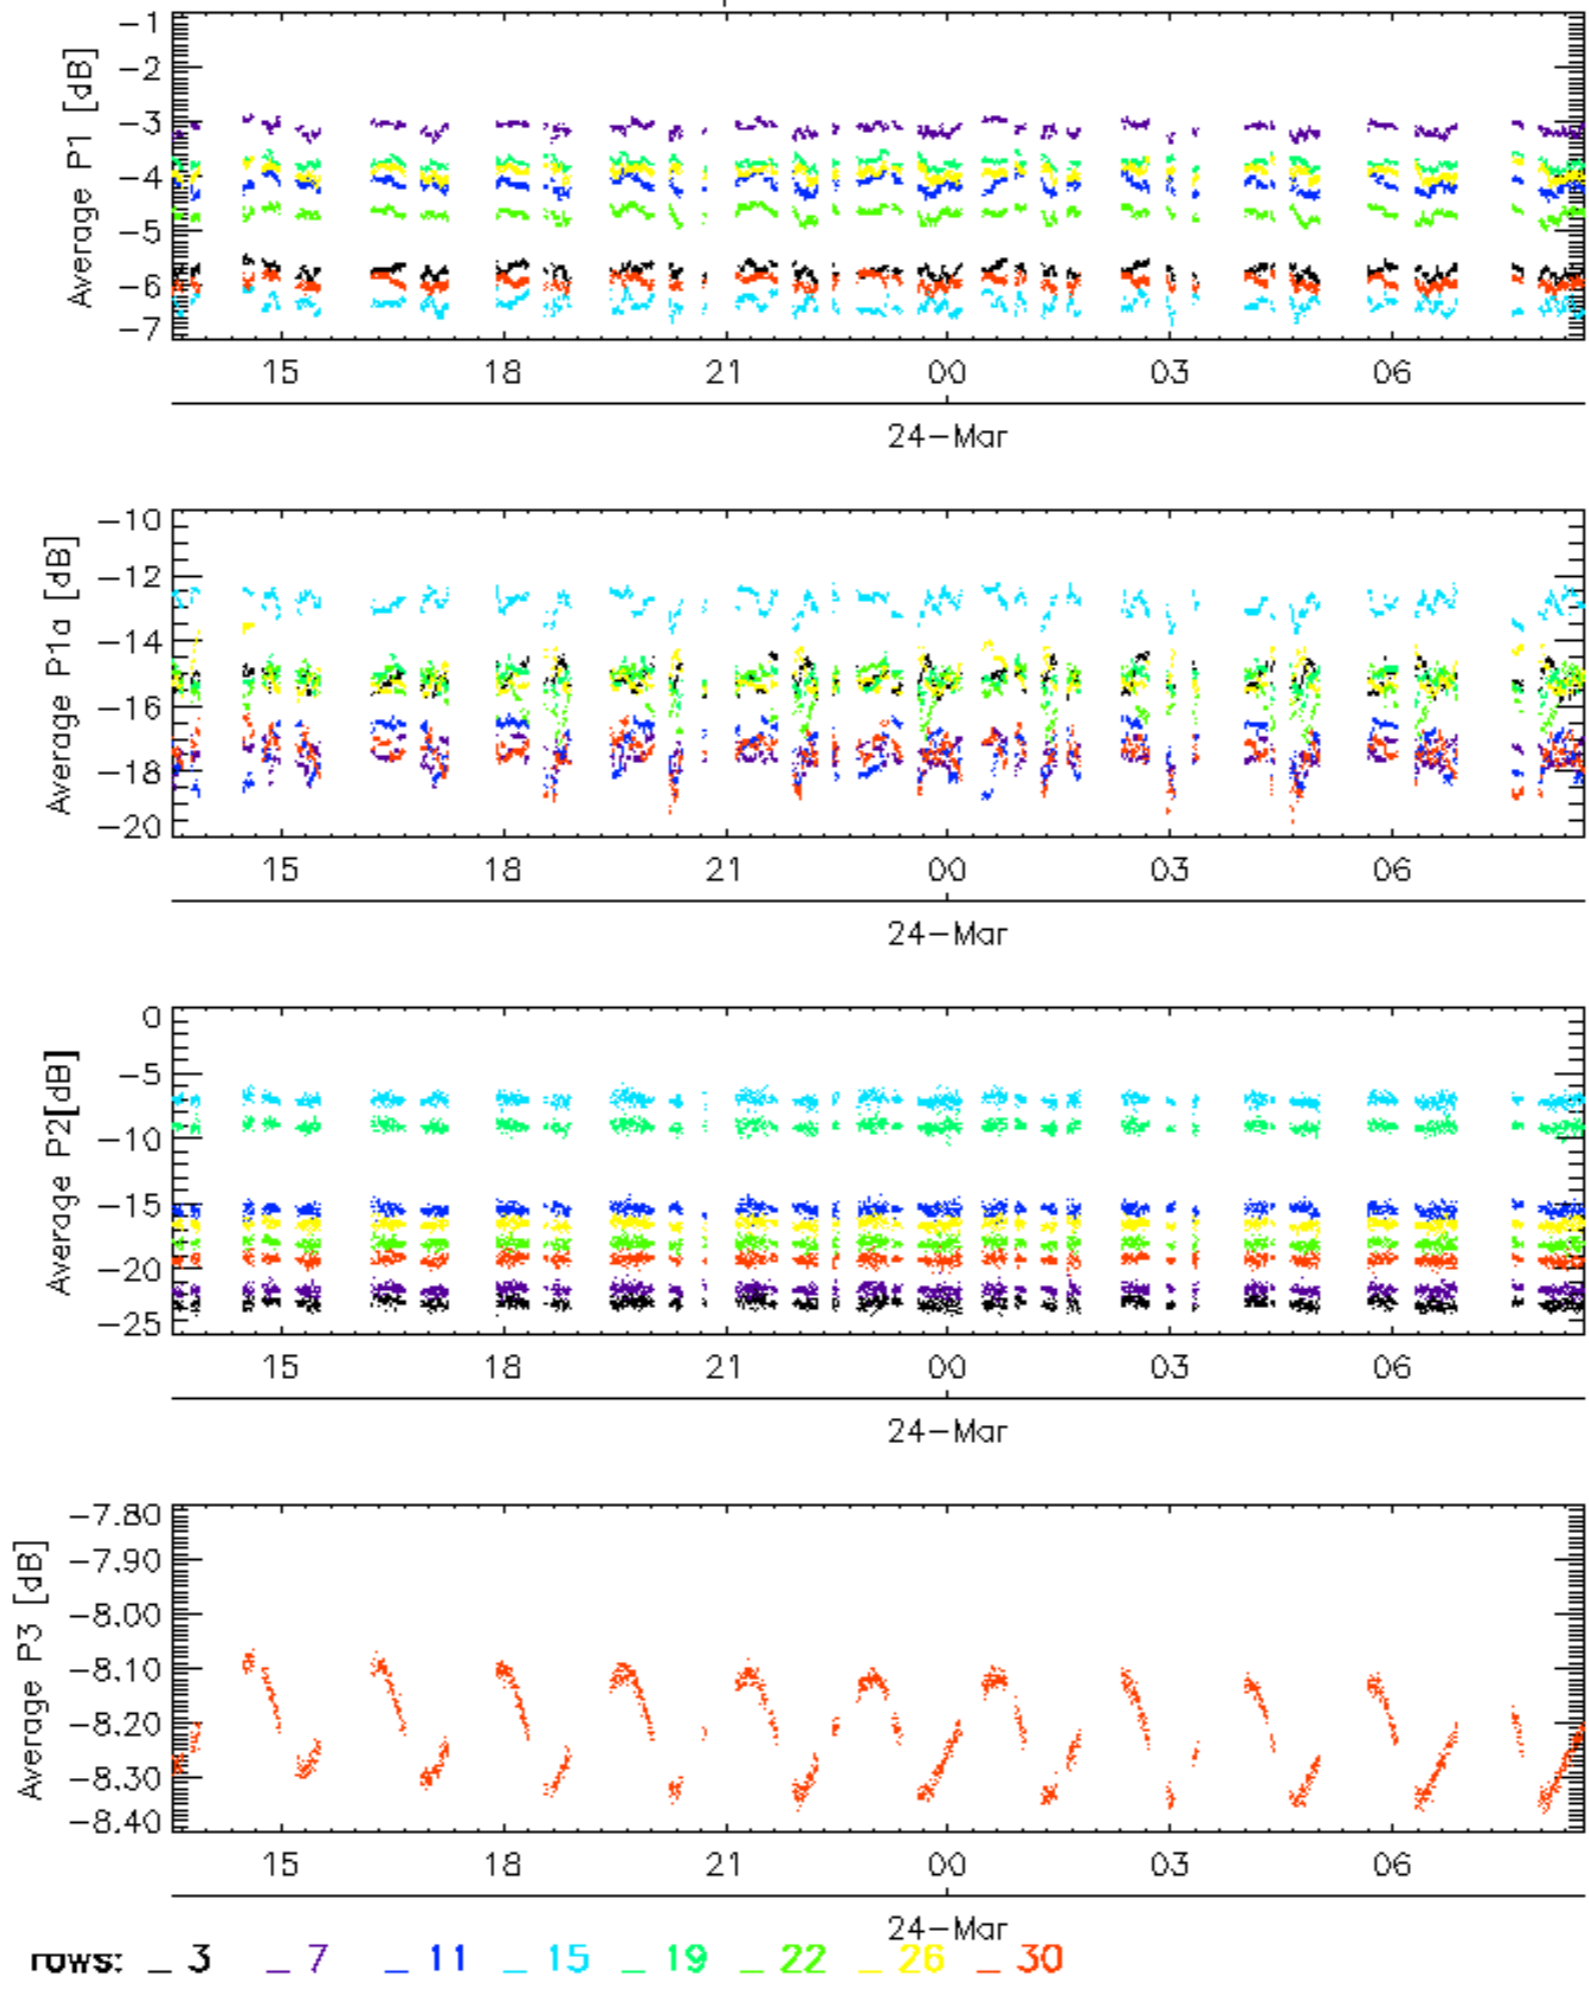 Average P1 [dB]
-1
-2
-3
-4
-5
-6
-7
15 18 21 00 03 06
24-Mar
Average P1a [dB]
-10
-12
-14
-16
-18
-20
15 18 21 00 03 06
24-Mar
Average P2[dB]
0
-5
-10
-15
-20
-25
15 18 21 00 03 06
24-Mar
Average P3 [dB]
-7.80
-7.90
-8.00
-8.10
-8.20
-8.30
-8.40
15 18 21 00 03 06
24-Mar
rows: _ 3 _ 7 _ 11 _ 15 _ 19 _ 22 _ 26 _ 30